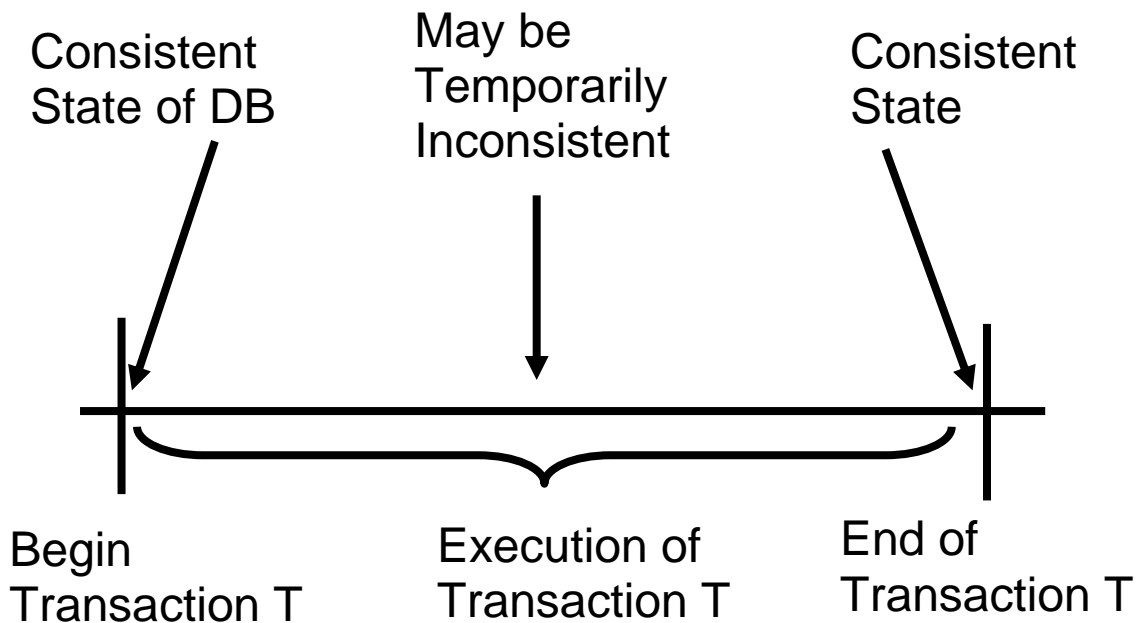 Consistent
State of DB
May be
Temporarily
Inconsistent
Consistent
State
Begin
Transaction T
Execution of
Transaction T
End of
Transaction T